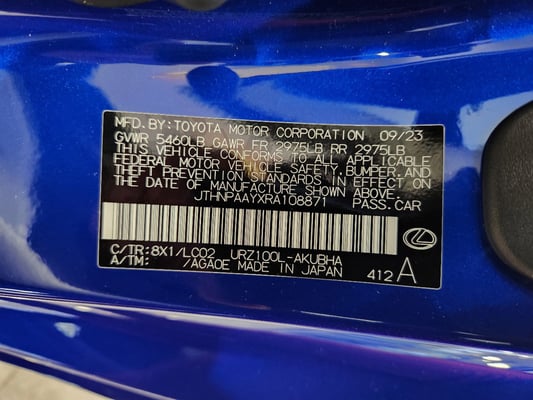 MFD.BY:TOYOTA MOTOR CORPORATION 09/23
GVWR 5460LB GAWR FR 2975LB RR 2975LB
THIS VEHICLE CONFORMS TO ALL APPLICABLE
FEDERAL MOTOR VEHICLE SAFETY,BUMPER,AND
THEFT PREVENTION STANDARDS IN EFFECT ON
THE DATE OF MANUFACTURE SHOWN ABOVE.
JTHNPAAYXRA108871 PASS.CAR
C/TR:8X1/LC02 URZ100L-AKUBHA
A/TM: /AGA0E MADE IN JAPAN 412 A